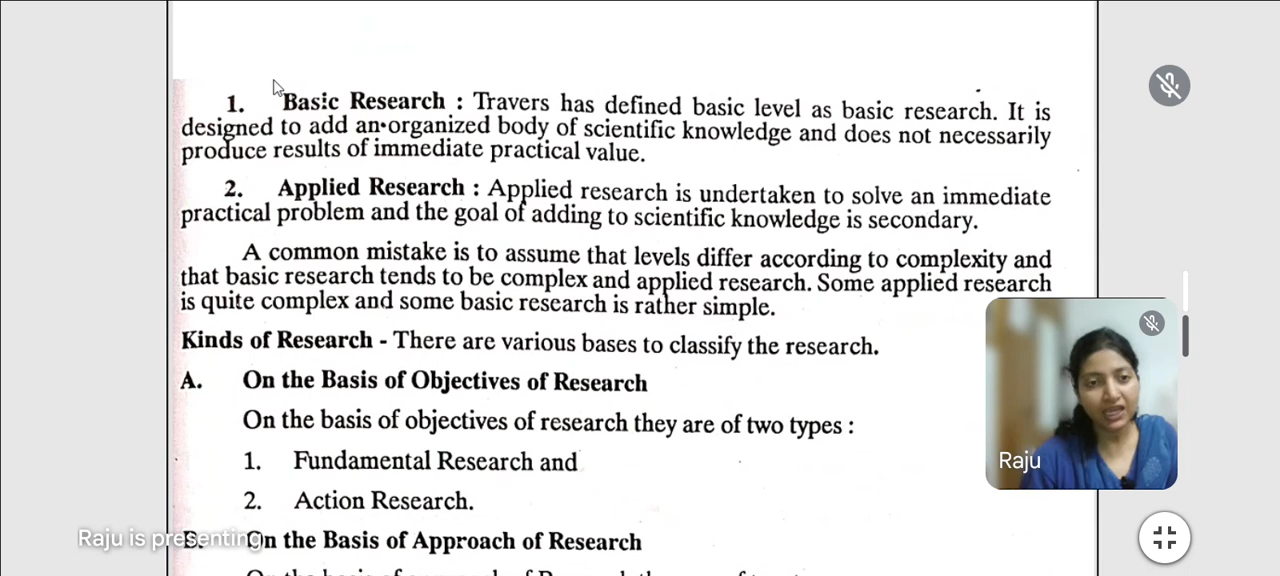 1. Basic Research : Travers has defined basic level as basic research. It is
designed to add an organized body of scientific knowledge and does not necessarily
produce results of immediate practical value.
2. Applied Research : Applied research is undertaken to solve an immediate
practical problem and the goal of adding to scientific knowledge is secondary.
A common mistake is to assume that levels differ according to complexity and
that basic research tends to be complex and applied research. Some applied research
is quite complex and some basic research is rather simple.
Kinds of Research - There are various bases to classify the research.
A. On the Basis of Objectives of Research
On the basis of objectives of research they are of two types :
1. Fundamental Research and
2. Action Research.
Raju
Raju is presenting
B. On the Basis of Approach of Research